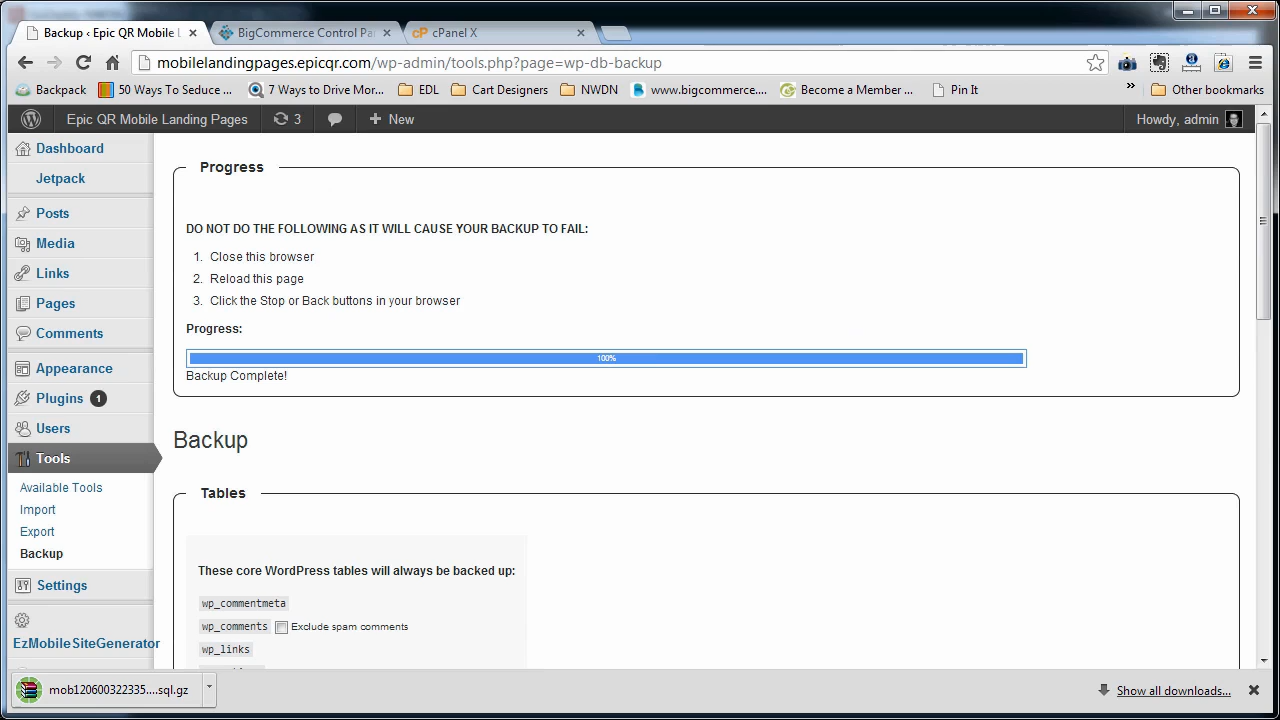 Backup ‹ Epic QR Mobile L
BigCommerce Control Pa
cPanel X
mobilelandingpages.epicqr.com/wp-admin/tools.php?page=wp-db-backup
Backpack
50 Ways To Seduce ...
7 Ways to Drive Mor...
EDL
Cart Designers
NWDN
www.bigcommerce....
Become a Member ...
Pin It
»
Other bookmarks
Epic QR Mobile Landing Pages
3
+ New
Howdy, admin
Dashboard
Jetpack
Posts
Media
Links
Pages
Comments
Appearance
Plugins 1
Users
Tools
Available Tools
Import
Export
Backup
Settings
EzMobileSiteGenerator
Progress
DO NOT DO THE FOLLOWING AS IT WILL CAUSE YOUR BACKUP TO FAIL:
1. Close this browser
2. Reload this page
3. Click the Stop or Back buttons in your browser
Progress:
100%
Backup Complete!
Backup
Tables
These core WordPress tables will always be backed up:
wp_commentmeta
wp_comments Exclude spam comments
wp_links
mob120600322335....sql.gz
Show all downloads...